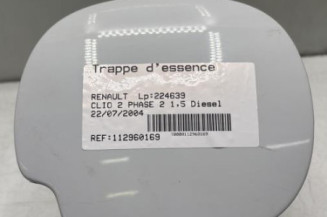 Trappe d'essence
RENAULT Lp:224639
CLIO 2 PHASE 2 1.5 Diesel
22/07/2004
REF:112960169